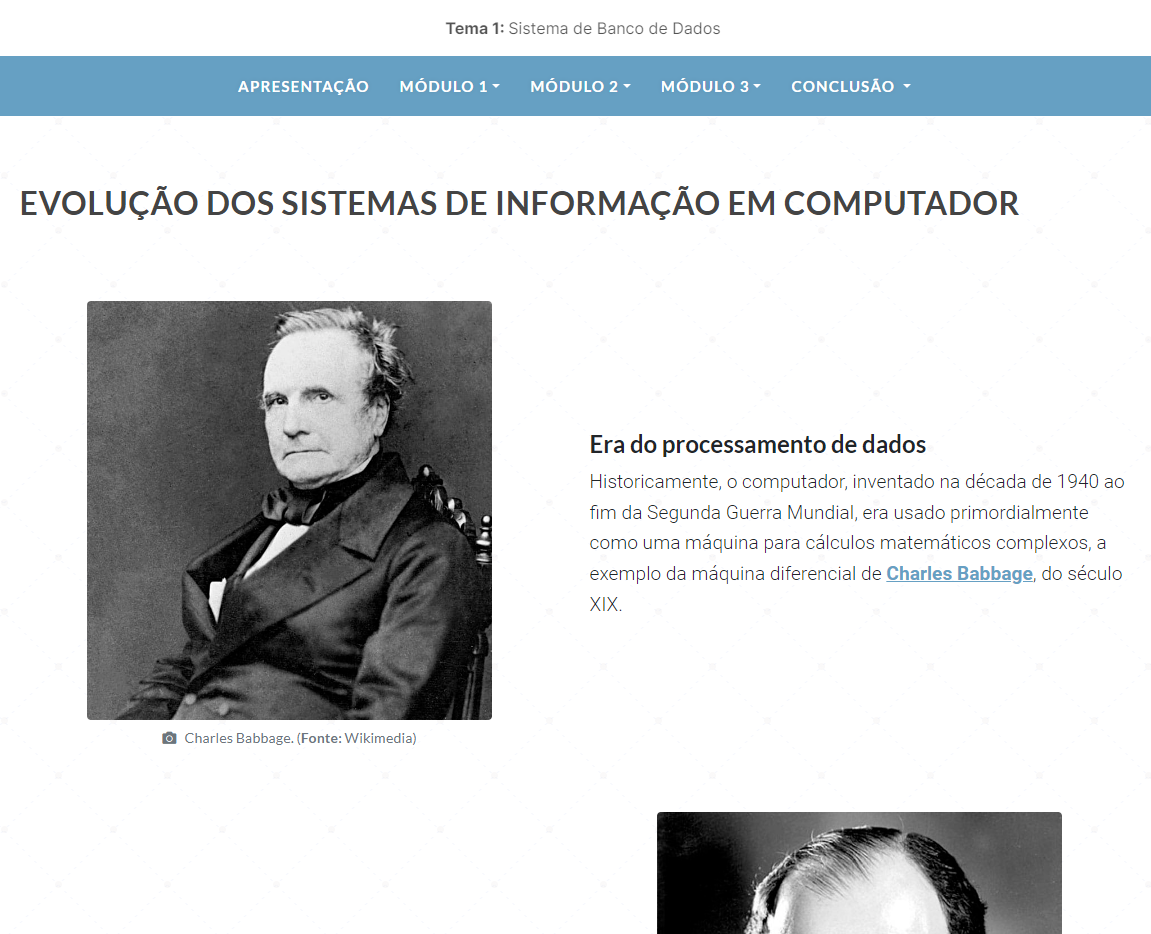 Tema 1: Sistema de Banco de Dados
APRESENTAÇÃO MÓDULO 1 MÓDULO 2 MÓDULO 3 CONCLUSÃO
EVOLUÇÃO DOS SISTEMAS DE INFORMAÇÃO EM COMPUTADOR
Era do processamento de dados
Historicamente, o computador, inventado na década de 1940 ao
fim da Segunda Guerra Mundial, era usado primordialmente
como uma máquina para cálculos matemáticos complexos, a
exemplo da máquina diferencial de Charles Babbage, do século
XIX.
Charles Babbage. (Fonte: Wikimedia)